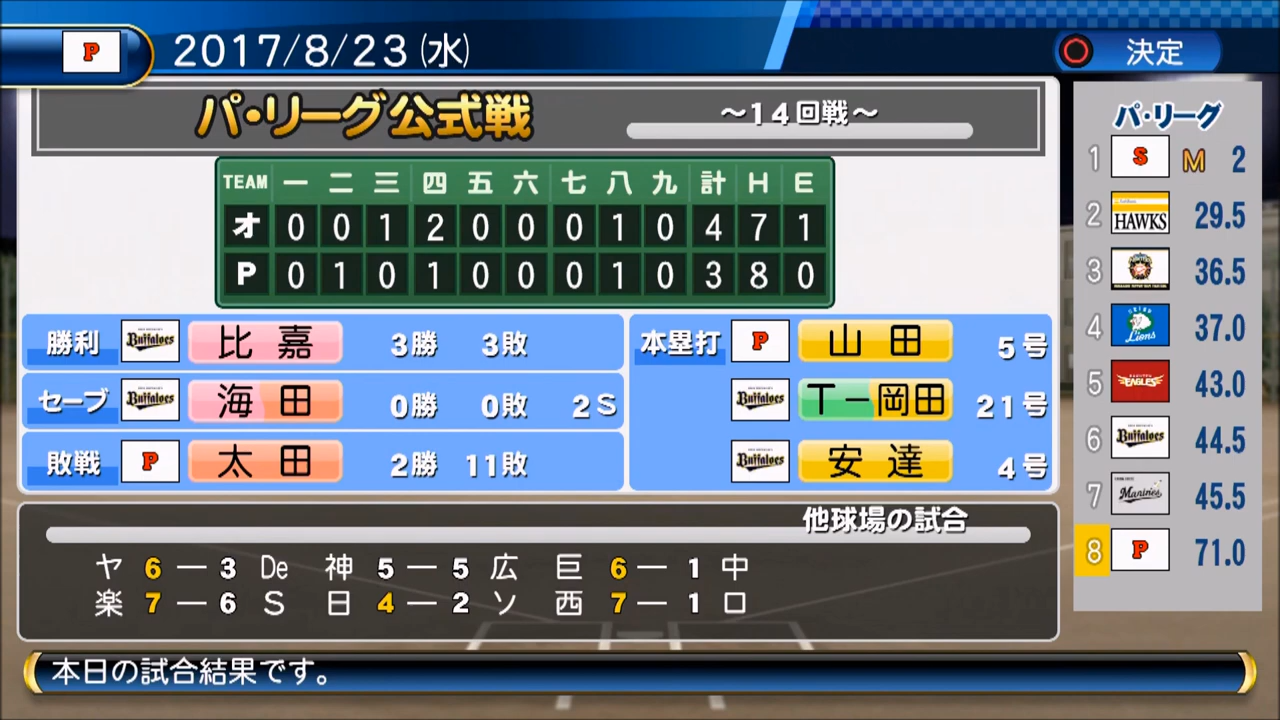 P 2017/8/23(水) 決定
パ・リーグ公式戦 ～14回戦～
TEAM 一 二 三 四 五 六 七 八 九 計 H E
オ 0 0 1 2 0 0 0 1 0 4 7 1
P 0 1 0 1 0 0 0 1 0 3 8 0
勝利 Buffaloes 比嘉 3勝 3敗
セーブ Buffaloes 海田 0勝 0敗 2S
敗戦 P 太田 2勝 11敗
本塁打 P 山田 5号
Buffaloes T－岡田 21号
Buffaloes 安達 4号
他球場の試合
ヤ 6 － 3 De 神 5 － 5 広 巨 6 － 1 中
楽 7 － 6 S 日 4 － 2 ソ 西 7 － 1 ロ
本日の試合結果です。
パ・リーグ
1 S M 2
2 HAWKS 29.5
3 36.5
4 Lions 37.0
5 EAGLES 43.0
6 Buffaloes 44.5
7 Marines 45.5
8 P 71.0